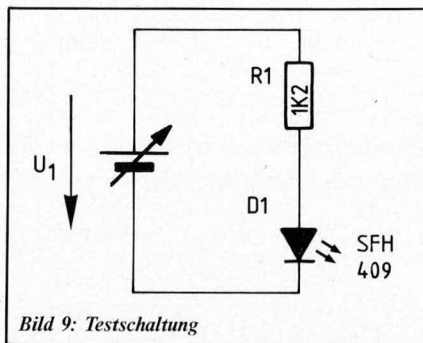 R1
1K2
U1
D1
SFH
409
Bild 9: Testschaltung